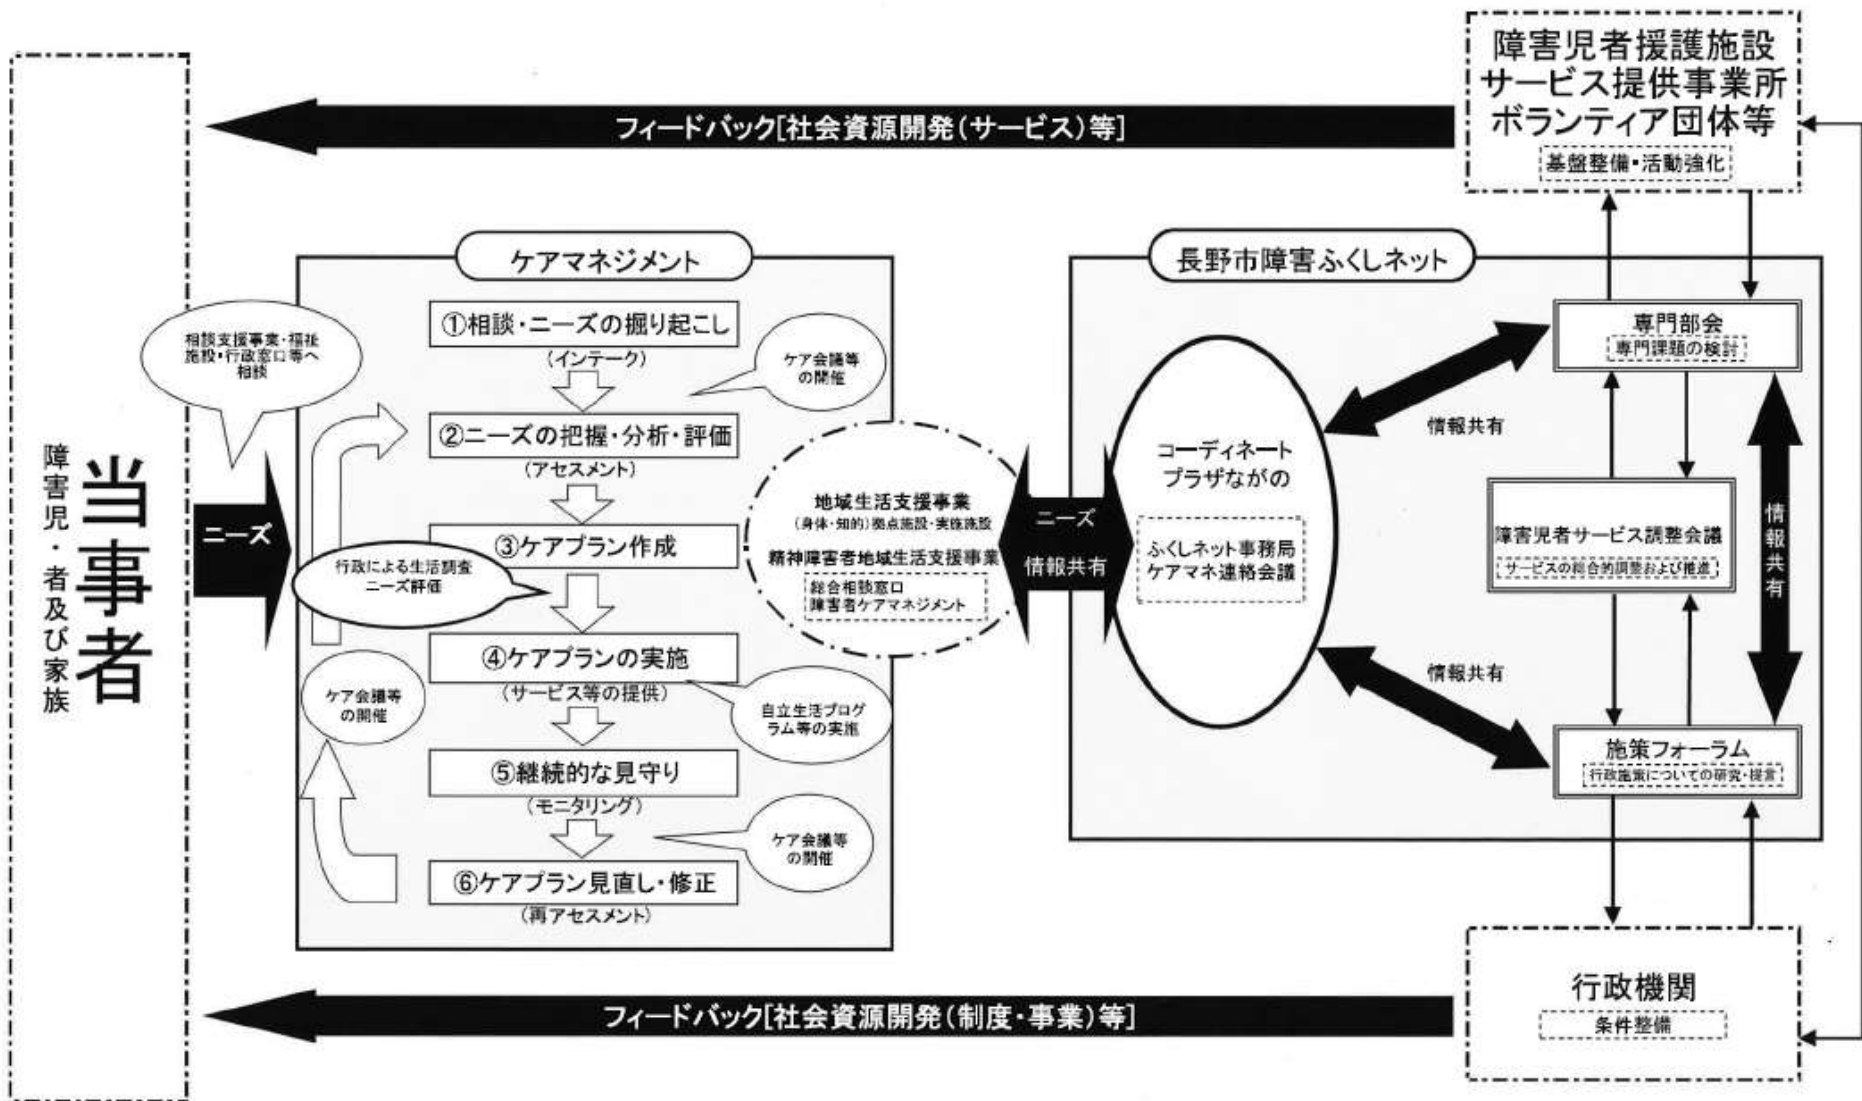 障害児・者及び家族
当事者
ニーズ
相談支援事業・福祉
施設・行政窓口等へ
相談
フィードバック[社会資源開発(サービス)等]
障害児者援護施設
サービス提供事業所
ボランティア団体等
基盤整備・活動強化
ケアマネジメント
①相談・ニーズの掘り起こし
(インテーク)
ケア会議等
の開催
②ニーズの把握・分析・評価
(アセスメント)
③ケアプラン作成
行政による生活調査
ニーズ評価
④ケアプランの実施
(サービス等の提供)
ケア会議等
の開催
自立生活プログ
ラム等の実施
⑤継続的な見守り
(モニタリング)
ケア会議等
の開催
⑥ケアプラン見直し・修正
(再アセスメント)
地域生活支援事業
(身体・知的)拠点施設・実施施設
精神障害者地域生活支援事業
総合相談窓口
障害者ケアマネジメント
ニーズ
情報共有
長野市障害ふくしネット
コーディネート
プラザながの
ふくしネット事務局
ケアマネ連絡会議
情報共有
情報共有
専門部会
専門課題の検討
障害児者サービス調整会議
サービスの総合的調整および推進
情報共有
施策フォーラム
行政施策についての研究・提言
行政機関
条件整備
フィードバック[社会資源開発(制度・事業)等]